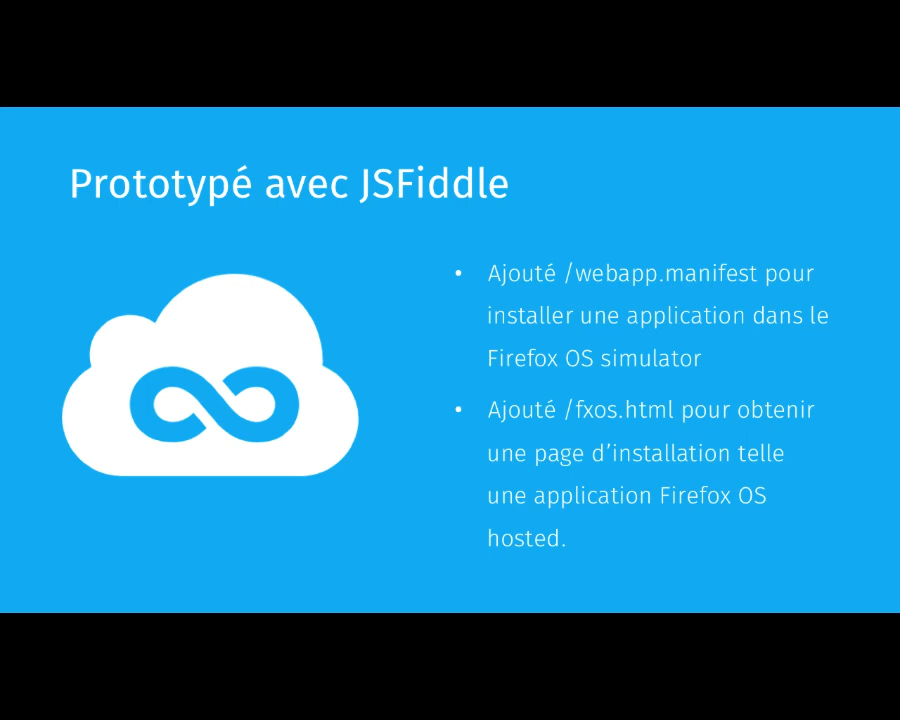 Prototypé avec JSFiddle
• Ajouté /webapp.manifest pour
installer une application dans le
Firefox OS simulator
• Ajouté /fxos.html pour obtenir
une page d’installation telle
une application Firefox OS
hosted.